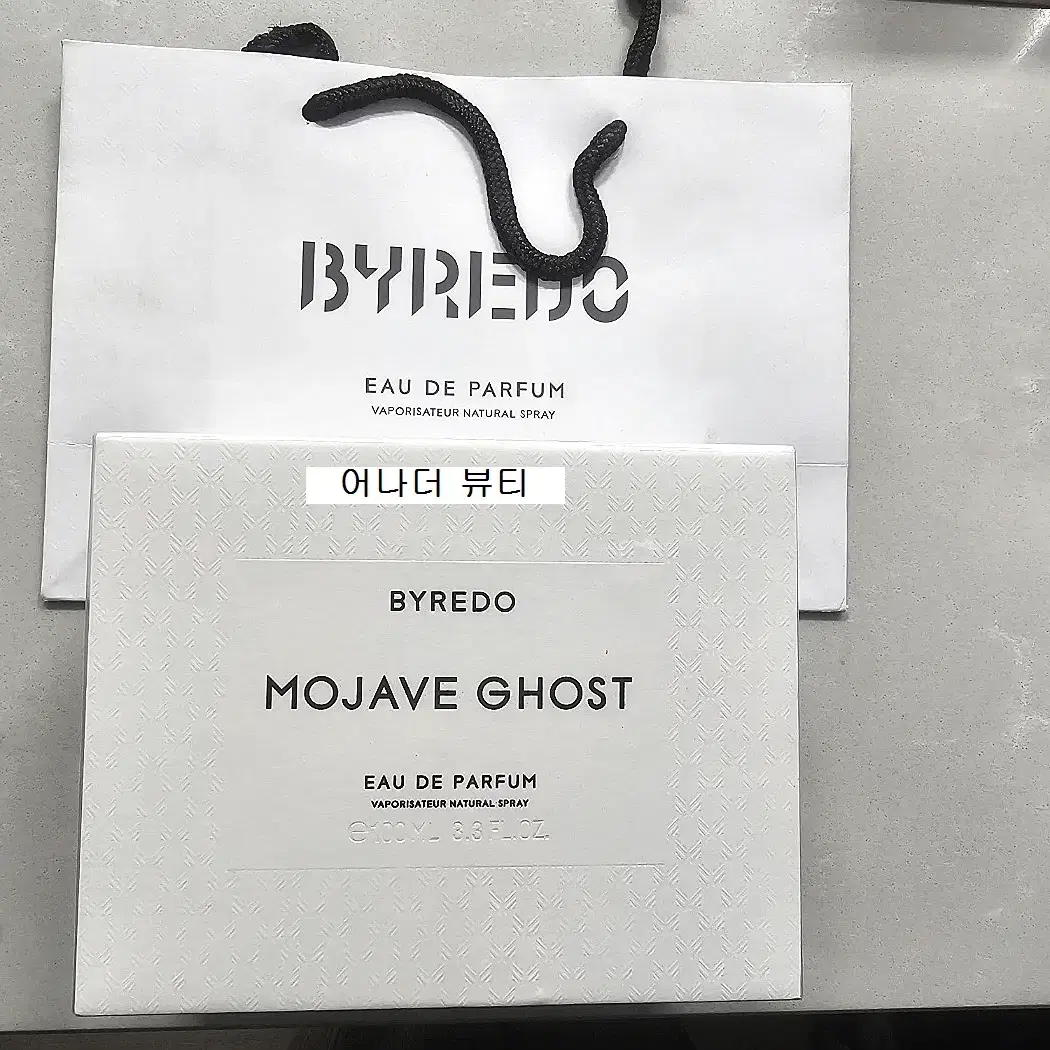 BYREDO
EAU DE PARFUM
VAPORISATEUR NATURAL SPRAY
어나더 뷰티
BYREDO
MOJAVE GHOST
EAU DE PARFUM
VAPORISATEUR NATURAL SPRAY
℮100 ML 3.3 FL.OZ.